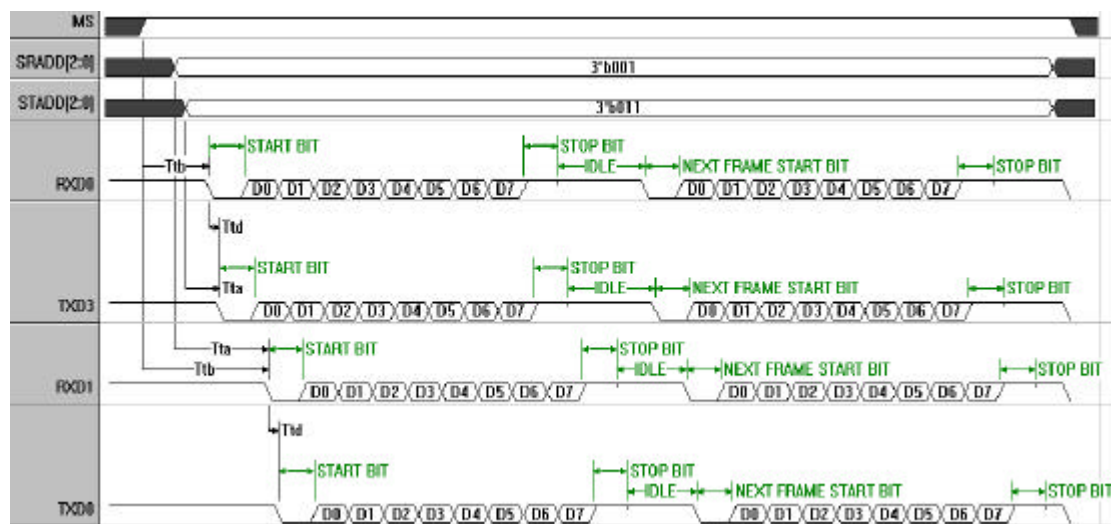 MS
SRADD[2:0] 3'b001
STADD[2:0] 3'b011
START BIT STOP BIT
Ttb IDLE NEXT FRAME START BIT STOP BIT
RXD0 D0 D1 D2 D3 D4 D5 D6 D7 D0 D1 D2 D3 D4 D5 D6 D7
Ttd
START BIT STOP BIT
Tta IDLE NEXT FRAME START BIT STOP BIT
TXD3 D0 D1 D2 D3 D4 D5 D6 D7 D0 D1 D2 D3 D4 D5 D6 D7
Tta START BIT STOP BIT
Ttb IDLE NEXT FRAME START BIT STOP BIT
RXD1 D0 D1 D2 D3 D4 D5 D6 D7 D0 D1 D2 D3 D4 D5 D6 D7
Ttd
START BIT STOP BIT
IDLE NEXT FRAME START BIT STOP BIT
TXD0 D0 D1 D2 D3 D4 D5 D6 D7 D0 D1 D2 D3 D4 D5 D6 D7